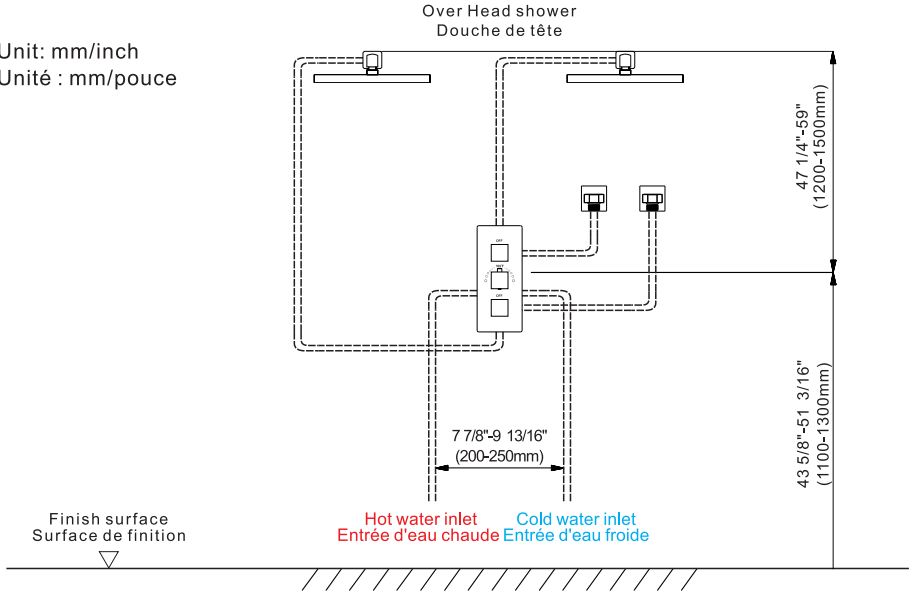 Over Head shower
Douche de tête
Unit: mm/inch
Unité : mm/pouce
47 1/4"-59"
(1200-1500mm)
OFF
OFF
43 5/8"-51 3/16"
(1100-1300mm)
7 7/8"-9 13/16"
(200-250mm)
Hot water inlet
Entrée d'eau chaude
Cold water inlet
Entrée d'eau froide
Finish surface
Surface de finition